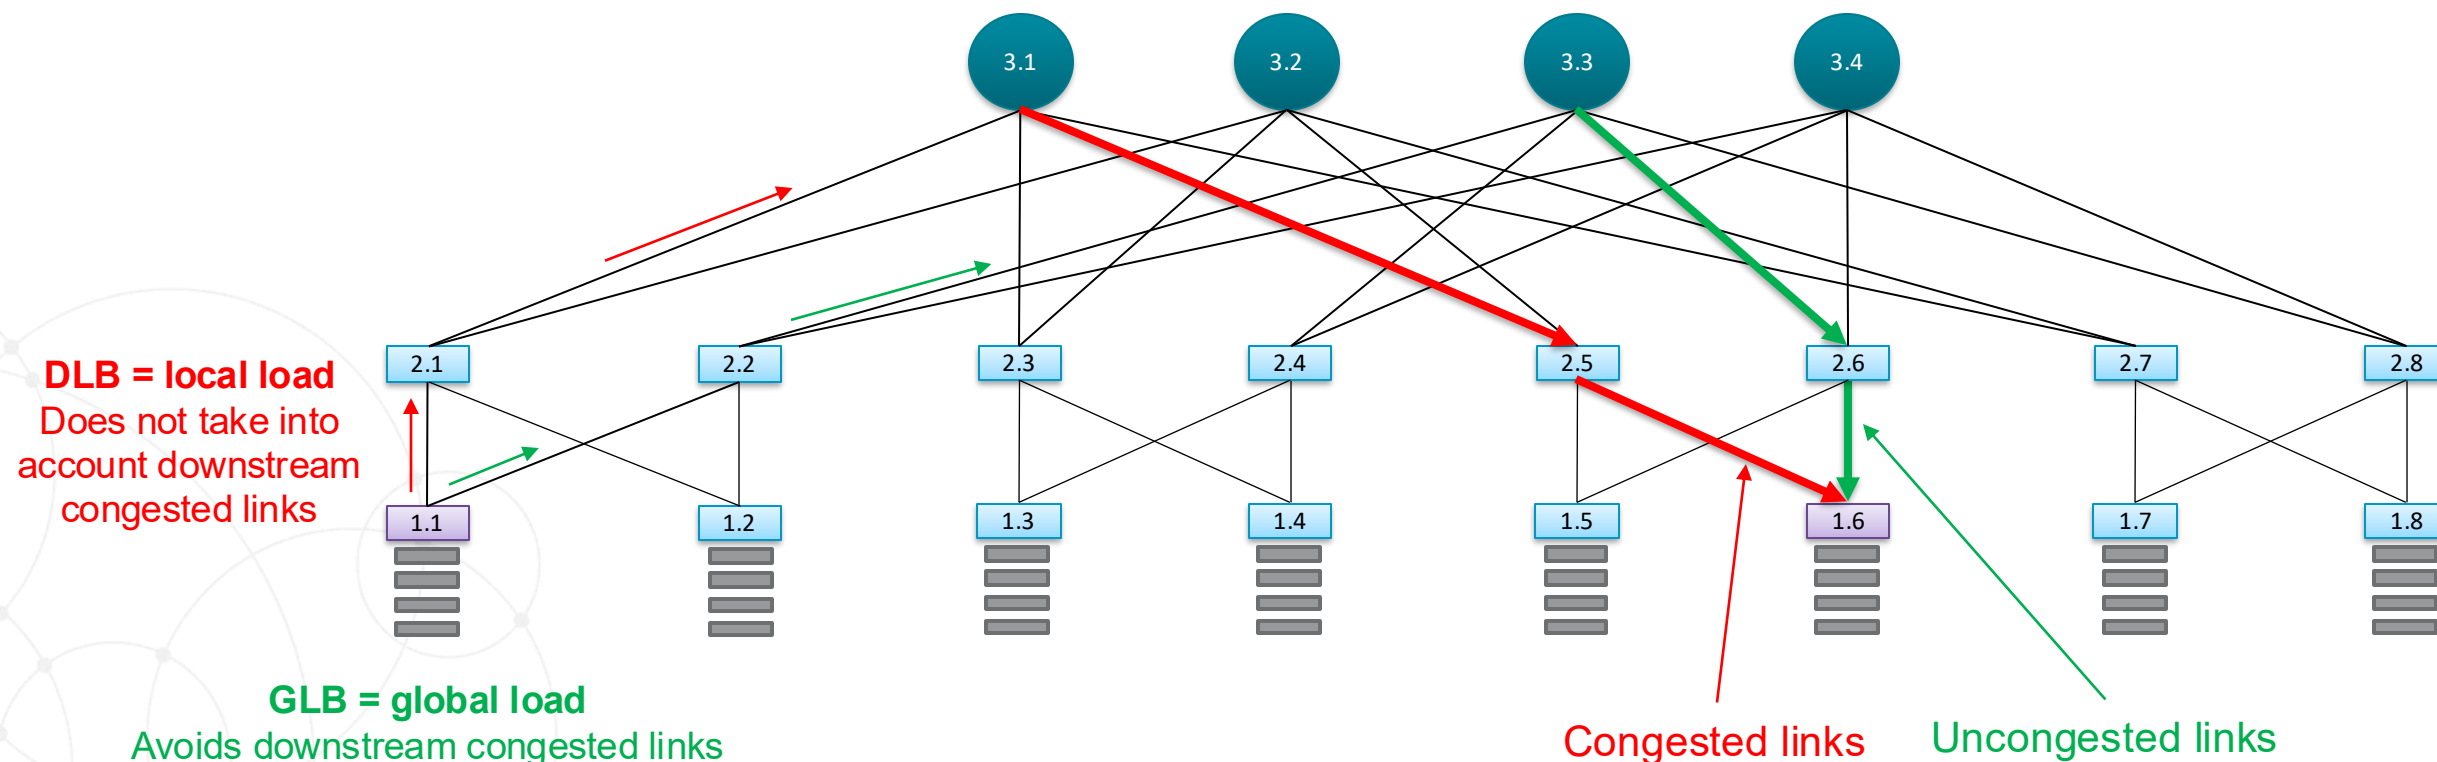 3.1 3.2 3.3 3.4
2.1 2.2 2.3 2.4 2.5 2.6 2.7 2.8
DLB = local load
Does not take into
account downstream
congested links
1.1 1.2 1.3 1.4 1.5 1.6 1.7 1.8
GLB = global load
Avoids downstream congested links
Congested links
Uncongested links